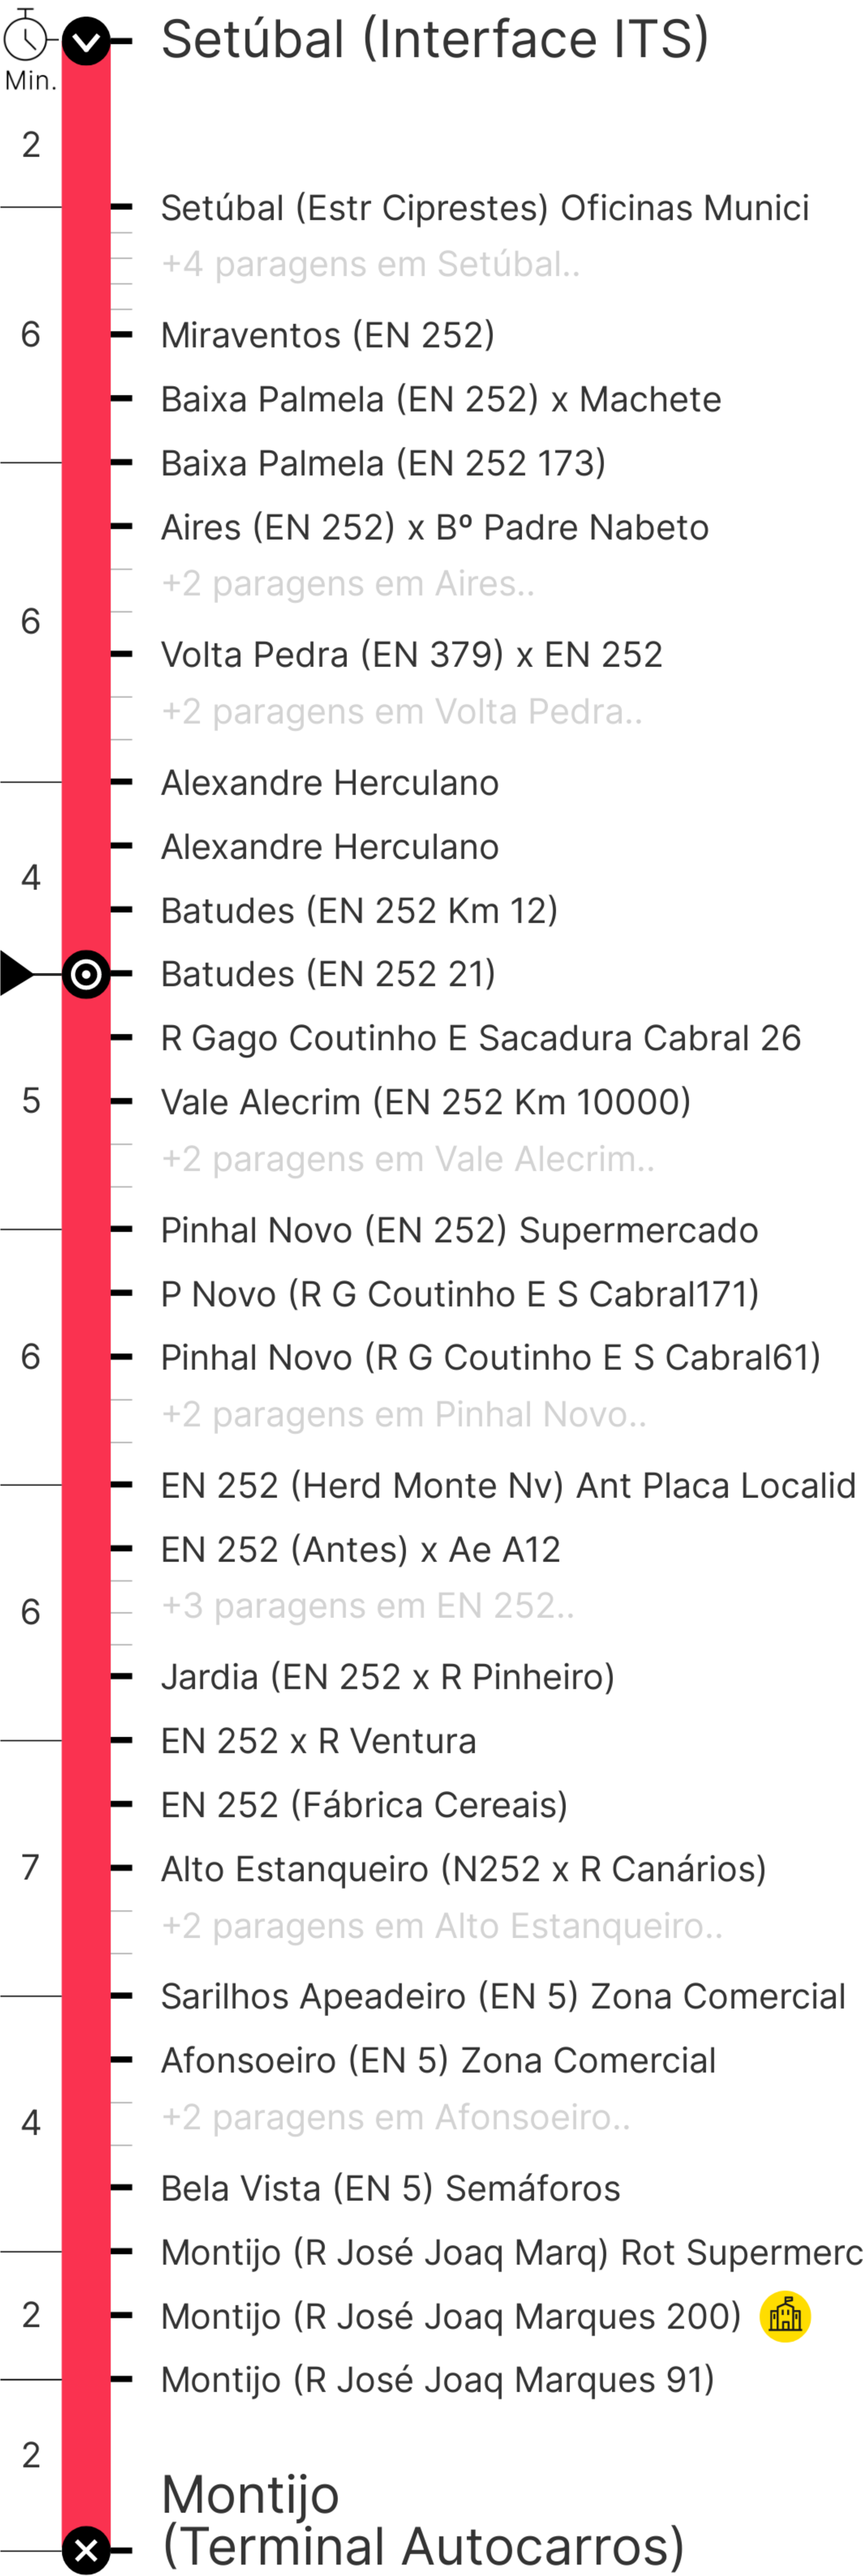 Setúbal (Interface ITS)
Min.
2
Setúbal (Estr Ciprestes) Oficinas Munici
+4 paragens em Setúbal..
6
Miraventos (EN 252)
Baixa Palmela (EN 252) x Machete
Baixa Palmela (EN 252 173)
Aires (EN 252) x Bº Padre Nabeto
+2 paragens em Aires..
6
Volta Pedra (EN 379) x EN 252
+2 paragens em Volta Pedra..
Alexandre Herculano
Alexandre Herculano
4
Batudes (EN 252 Km 12)
Batudes (EN 252 21)
R Gago Coutinho E Sacadura Cabral 26
5
Vale Alecrim (EN 252 Km 10000)
+2 paragens em Vale Alecrim..
Pinhal Novo (EN 252) Supermercado
P Novo (R G Coutinho E S Cabral171)
6
Pinhal Novo (R G Coutinho E S Cabral61)
+2 paragens em Pinhal Novo..
EN 252 (Herd Monte Nv) Ant Placa Localid
EN 252 (Antes) x Ae A12
+3 paragens em EN 252..
6
Jardia (EN 252 x R Pinheiro)
EN 252 x R Ventura
EN 252 (Fábrica Cereais)
7
Alto Estanqueiro (N252 x R Canários)
+2 paragens em Alto Estanqueiro..
Sarilhos Apeadeiro (EN 5) Zona Comercial
Afonsoeiro (EN 5) Zona Comercial
+2 paragens em Afonsoeiro..
4
Bela Vista (EN 5) Semáforos
Montijo (R José Joaq Marq) Rot Supermerc
2
Montijo (R José Joaq Marques 200)
Montijo (R José Joaq Marques 91)
2
Montijo
(Terminal Autocarros)